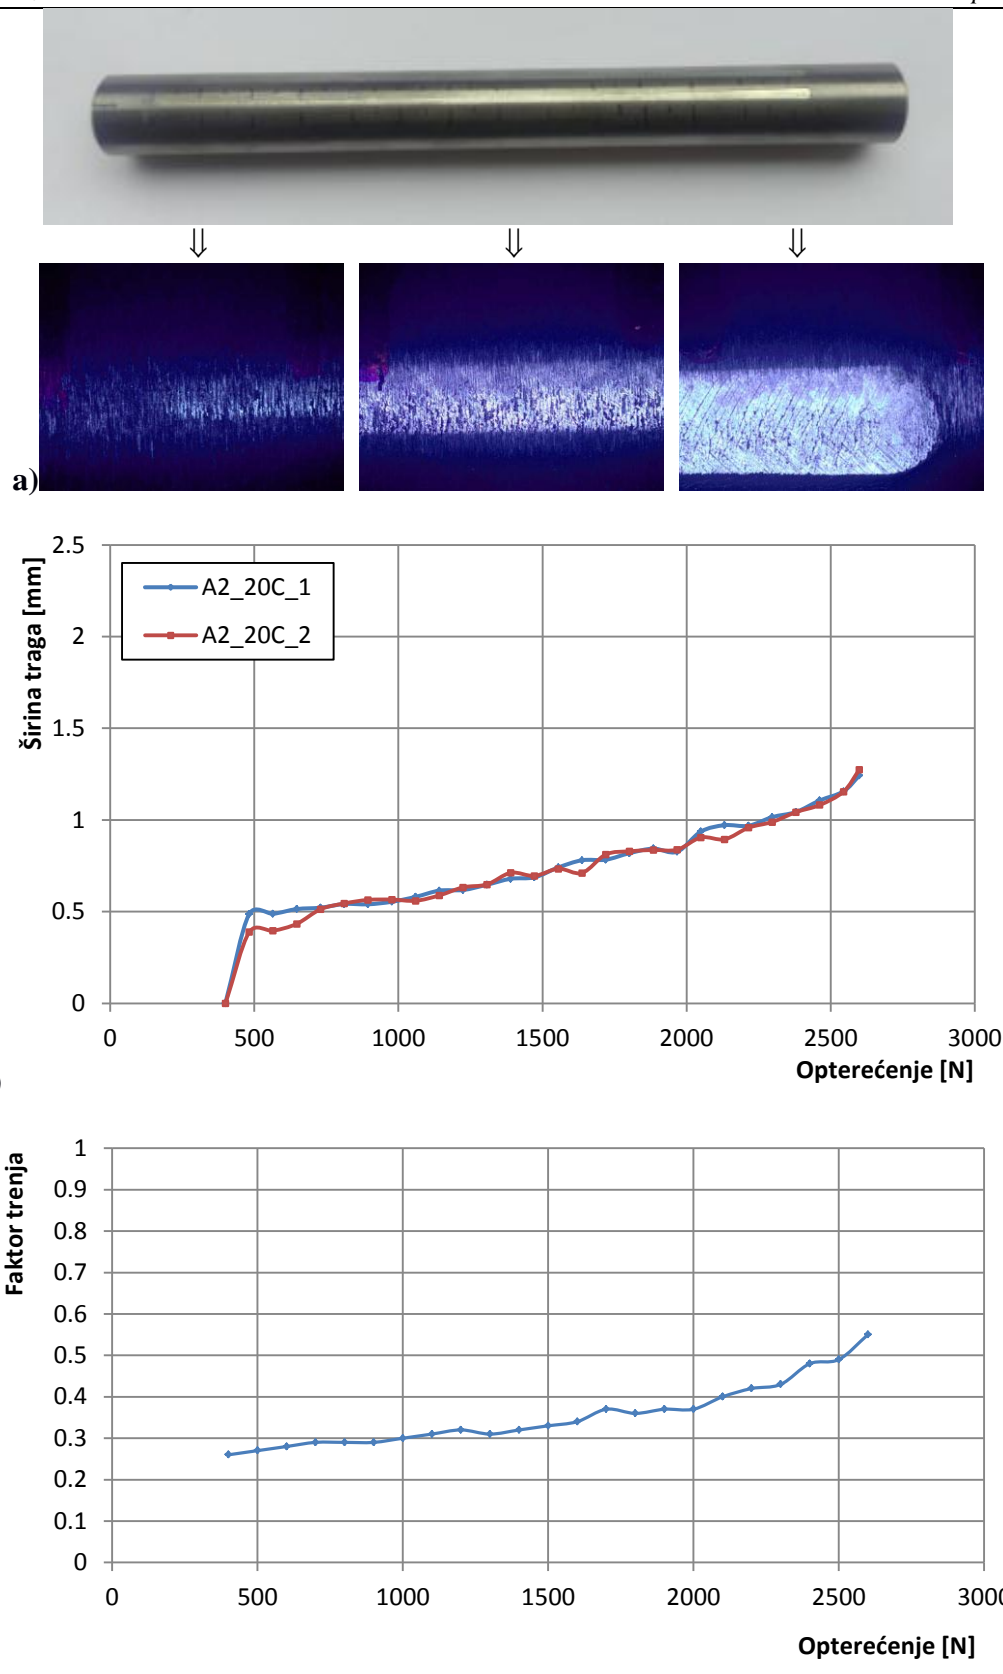 ⇓ ⇓ ⇓
a)
Širina traga [mm]
2.5
2
1.5
1
0.5
0
A2_20C_1
A2_20C_2
0 500 1000 1500 2000 2500 3000
Opterećenje [N]
Faktor trenja
1
0.9
0.8
0.7
0.6
0.5
0.4
0.3
0.2
0.1
0
0 500 1000 1500 2000 2500 3000
Opterećenje [N]